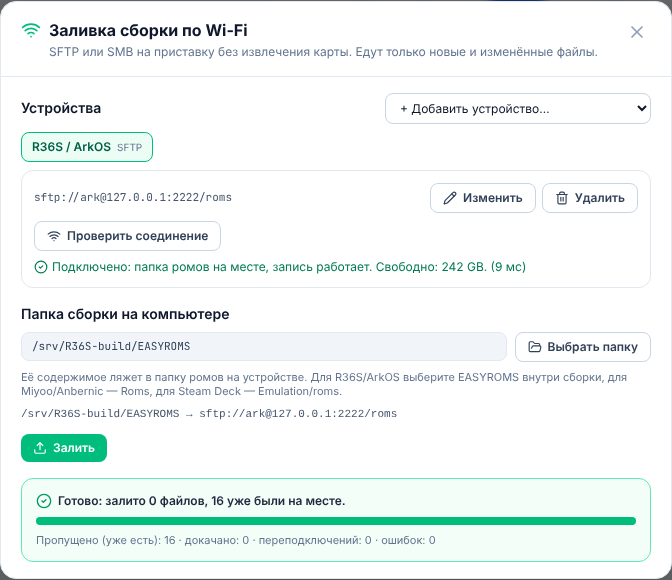 Заливка сборки по Wi-Fi
SFTP или SMB на приставку без извлечения карты. Едут только новые и изменённые файлы.
Устройства
+ Добавить устройство...
R36S / ArkOS SFTP
sftp://ark@127.0.0.1:2222/roms
Изменить
Удалить
Проверить соединение
Подключено: папка ромов на месте, запись работает. Свободно: 242 GB. (9 мс)
Папка сборки на компьютере
/srv/R36S-build/EASYROMS
Выбрать папку
Её содержимое ляжет в папку ромов на устройстве. Для R36S/ArkOS выберите EASYROMS внутри сборки, для
Miyoo/Anbernic — Roms, для Steam Deck — Emulation/roms.
/srv/R36S-build/EASYROMS → sftp://ark@127.0.0.1:2222/roms
Залить
Готово: залито 0 файлов, 16 уже были на месте.
Пропущено (уже есть): 16 · докачано: 0 · переподключений: 0 · ошибок: 0